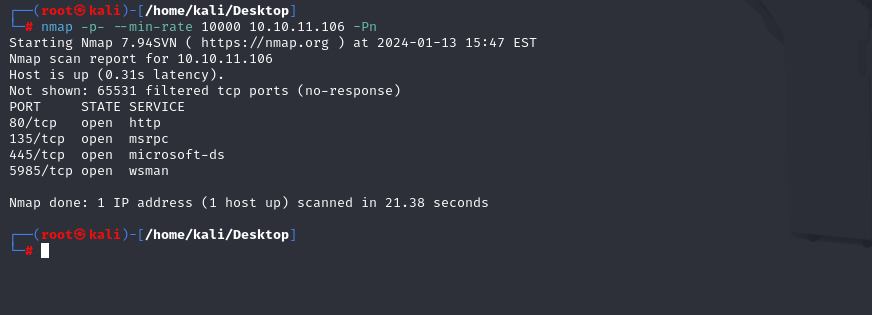 ┌──(root㉿kali)-[/home/kali/Desktop]
└─# nmap -p- --min-rate 10000 10.10.11.106 -Pn
Starting Nmap 7.94SVN ( https://nmap.org ) at 2024-01-13 15:47 EST
Nmap scan report for 10.10.11.106
Host is up (0.31s latency).
Not shown: 65531 filtered tcp ports (no-response)
PORT     STATE SERVICE
80/tcp   open  http
135/tcp  open  msrpc
445/tcp  open  microsoft-ds
5985/tcp open  wsman
Nmap done: 1 IP address (1 host up) scanned in 21.38 seconds
┌──(root㉿kali)-[/home/kali/Desktop]
└─#